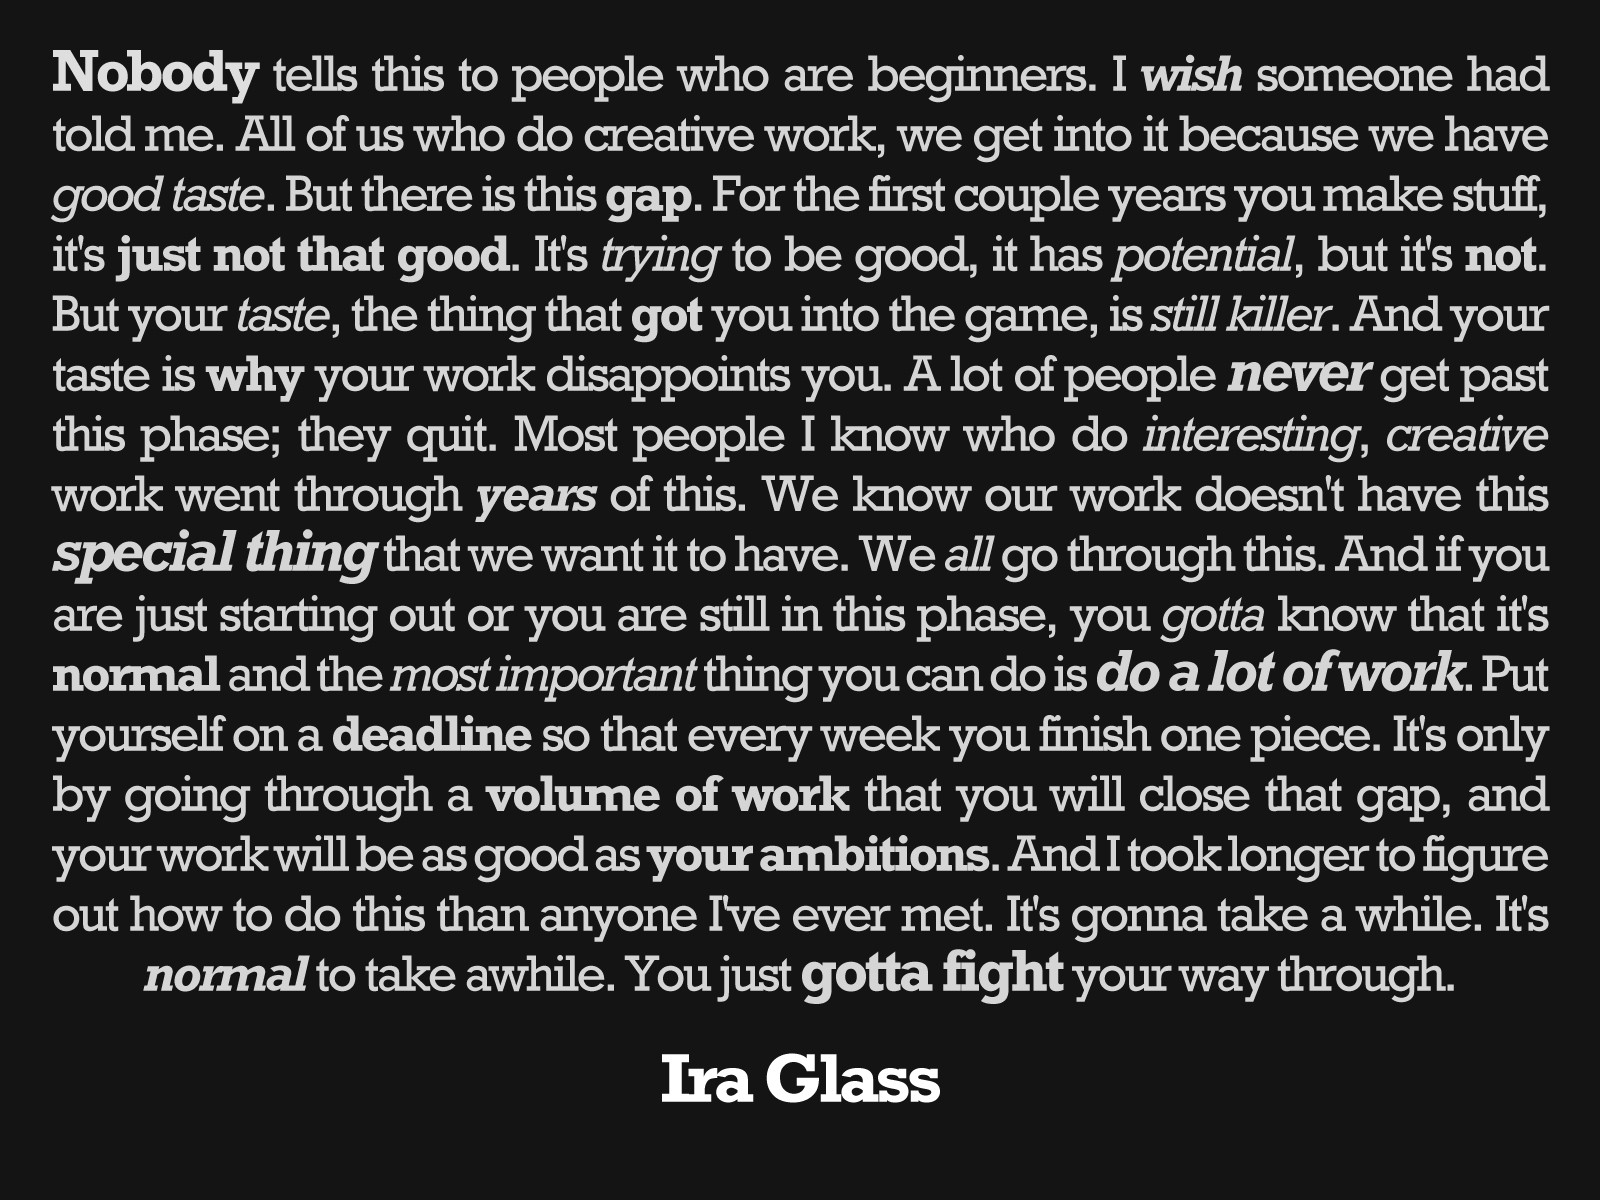 Nobody tells this to people who are beginners. I wish someone had
told me. All of us who do creative work, we get into it because we have
good taste. But there is this gap. For the first couple years you make stuff,
it's just not that good. It's trying to be good, it has potential, but it's not.
But your taste, the thing that got you into the game, is still killer. And your
taste is why your work disappoints you. A lot of people never get past
this phase; they quit. Most people I know who do interesting, creative
work went through years of this. We know our work doesn't have this
special thing that we want it to have. We all go through this. And if you
are just starting out or you are still in this phase, you gotta know that it's
normal and the most important thing you can do is do a lot of work. Put
yourself on a deadline so that every week you finish one piece. It's only
by going through a volume of work that you will close that gap, and
your work will be as good as your ambitions. And I took longer to figure
out how to do this than anyone I've ever met. It's gonna take a while. It's
normal to take awhile. You just gotta fight your way through.
Ira Glass